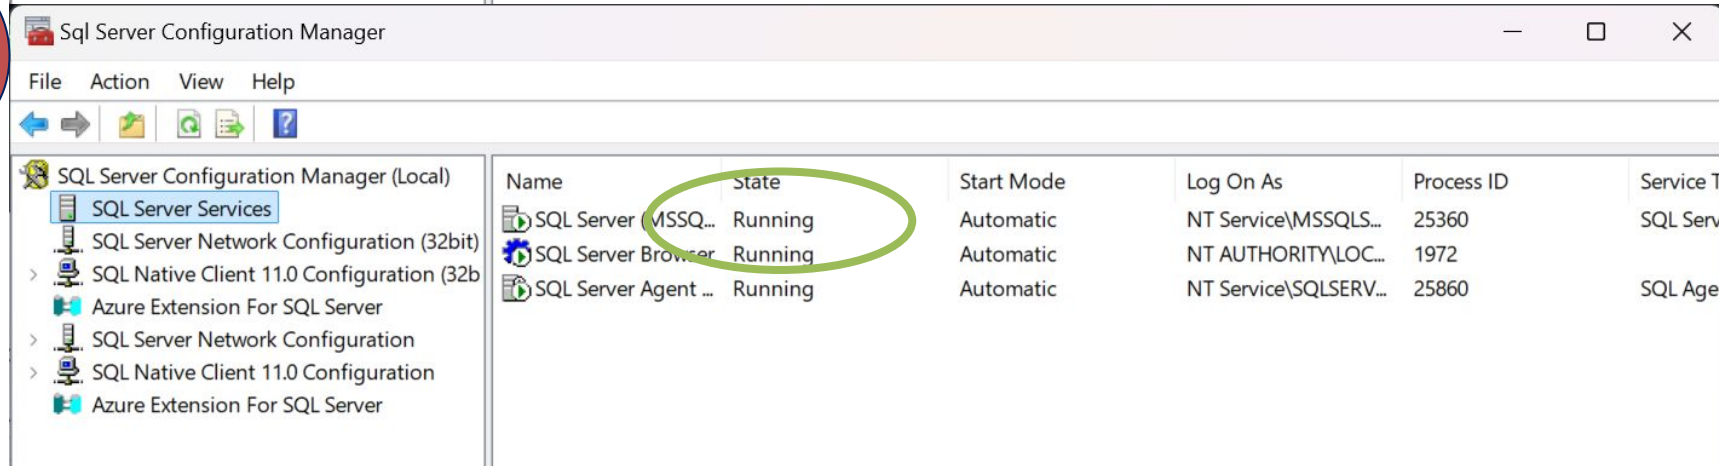 Sql Server Configuration Manager
File Action View Help
SQL Server Configuration Manager (Local)
SQL Server Services
SQL Server Network Configuration (32bit)
SQL Native Client 11.0 Configuration (32b
Azure Extension For SQL Server
SQL Server Network Configuration
SQL Native Client 11.0 Configuration
Azure Extension For SQL Server
Name State Start Mode Log On As Process ID Service T
SQL Server (MSSQ... Running Automatic NT Service\MSSQLS... 25360 SQL Serv
SQL Server Browser Running Automatic NT AUTHORITY\LOC... 1972
SQL Server Agent ... Running Automatic NT Service\SQLSERV... 25860 SQL Age